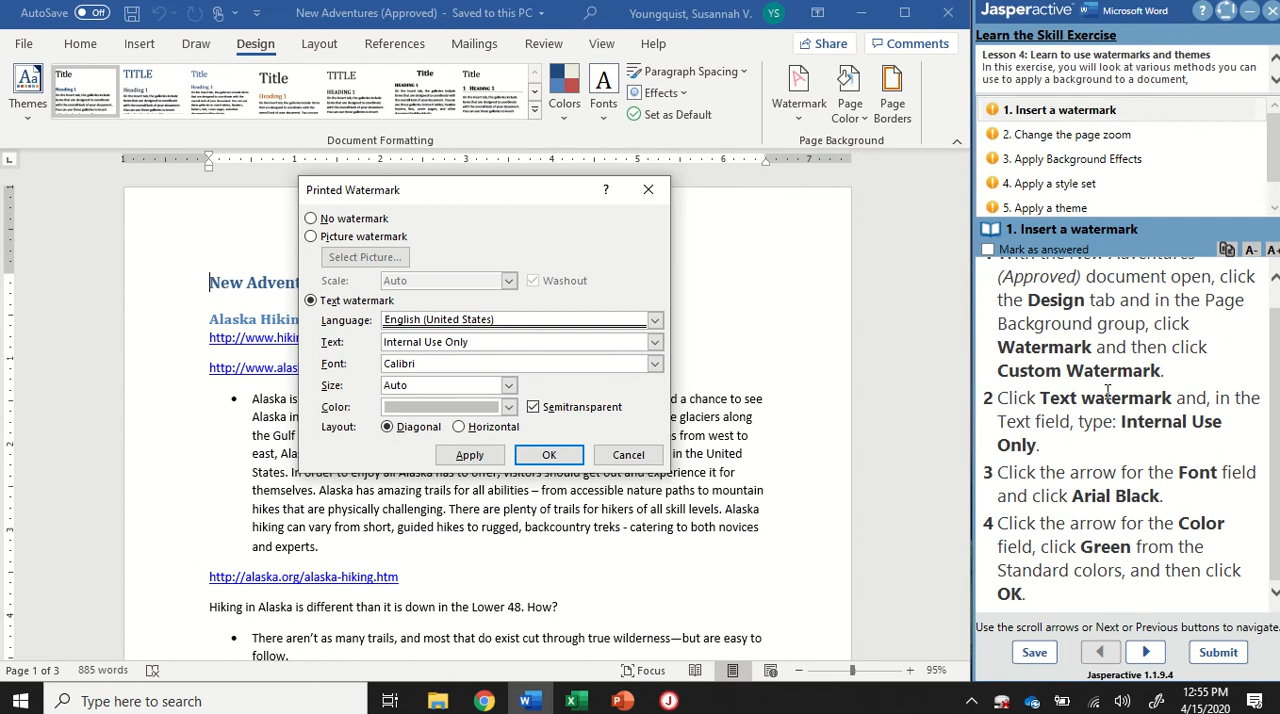 AutoSave Off New Adventures (Approved) - Saved to this PC Youngquist, Susannah V. YS
File Home Insert Draw Design Layout References Mailings Review View Help Share Comments
Themes
Colors
Fonts
Paragraph Spacing
Effects
Set as Default
Watermark
Page Color
Page Borders
Document Formatting
Page Background
Printed Watermark
No watermark
Picture watermark
Select Picture...
Scale: Auto Washout
Text watermark
Language: English (United States)
Text: Internal Use Only
Font: Calibri
Size: Auto
Color: Semitransparent
Layout: Diagonal Horizontal
Apply OK Cancel
New Advent
Alaska Hiking
http://www.hiki
http://www.alas
Alaska is d a chance to see
Alaska in e glaciers along
the Gulf s from west to
east, Ala d in the United
States. In order to enjoy all Alaska has to offer, visitors should get out and experience it for
themselves. Alaska has amazing trails for all abilities – from accessible nature paths to mountain
hikes that are physically challenging. There are plenty of trails for hikers of all skill levels. Alaska
hiking can vary from short, guided hikes to rugged, backcountry treks - catering to both novices
and experts.
http://alaska.org/alaska-hiking.htm
Hiking in Alaska is different than it is down in the Lower 48. How?
There aren't as many trails, and most that do exist cut through true wilderness—but are easy to
follow.
Page 1 of 3 885 words Focus 95%
Type here to search
12:55 PM
4/15/2020
Jasperactive Microsoft Word
Learn the Skill Exercise
Lesson 4: Learn to use watermarks and themes
In this exercise, you will look at various methods you can
use to apply a background to a document,
1. Insert a watermark
2. Change the page zoom
3. Apply Background Effects
4. Apply a style set
5. Apply a theme
1. Insert a watermark
Mark as answered A- A+
1 With the New Adventures
(Approved) document open, click
the Design tab and in the Page
Background group, click
Watermark and then click
Custom Watermark.
2 Click Text watermark and, in the
Text field, type: Internal Use
Only.
3 Click the arrow for the Font field
and click Arial Black.
4 Click the arrow for the Color
field, click Green from the
Standard colors, and then click
OK.
Use the scroll arrows or Next or Previous buttons to navigate.
Save Submit
Jasperactive 1.1.9.4